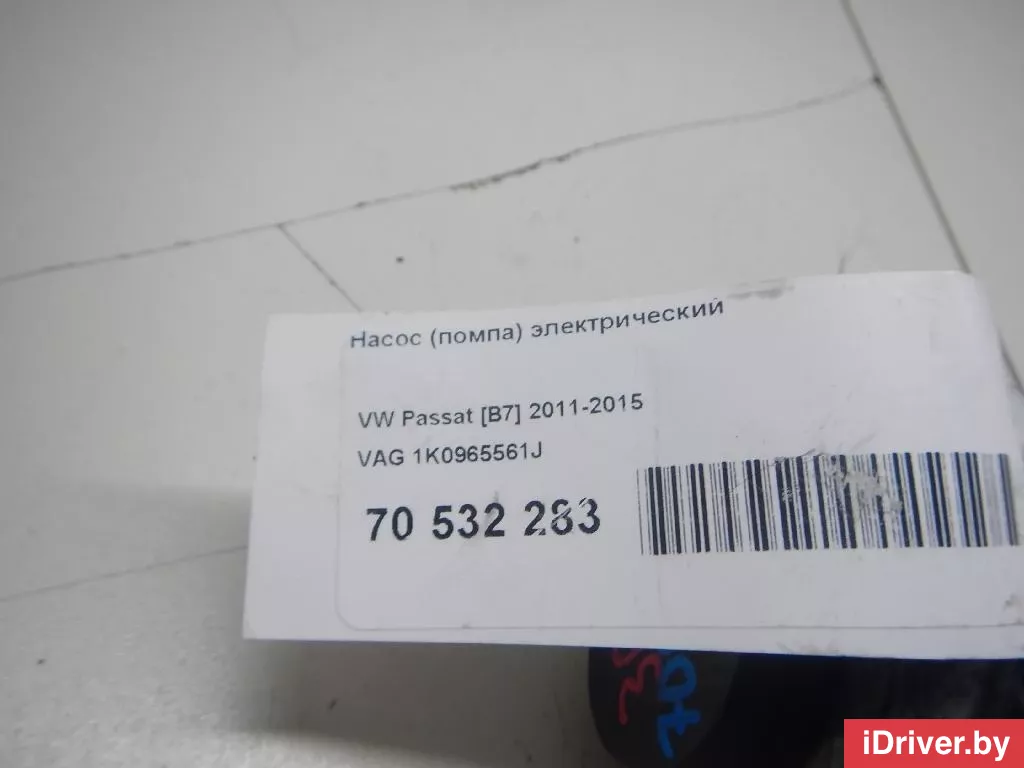 Насос (помпа) электрический
VW Passat [B7] 2011-2015
VAG 1K0965561J
70 532 283
iDriver.by